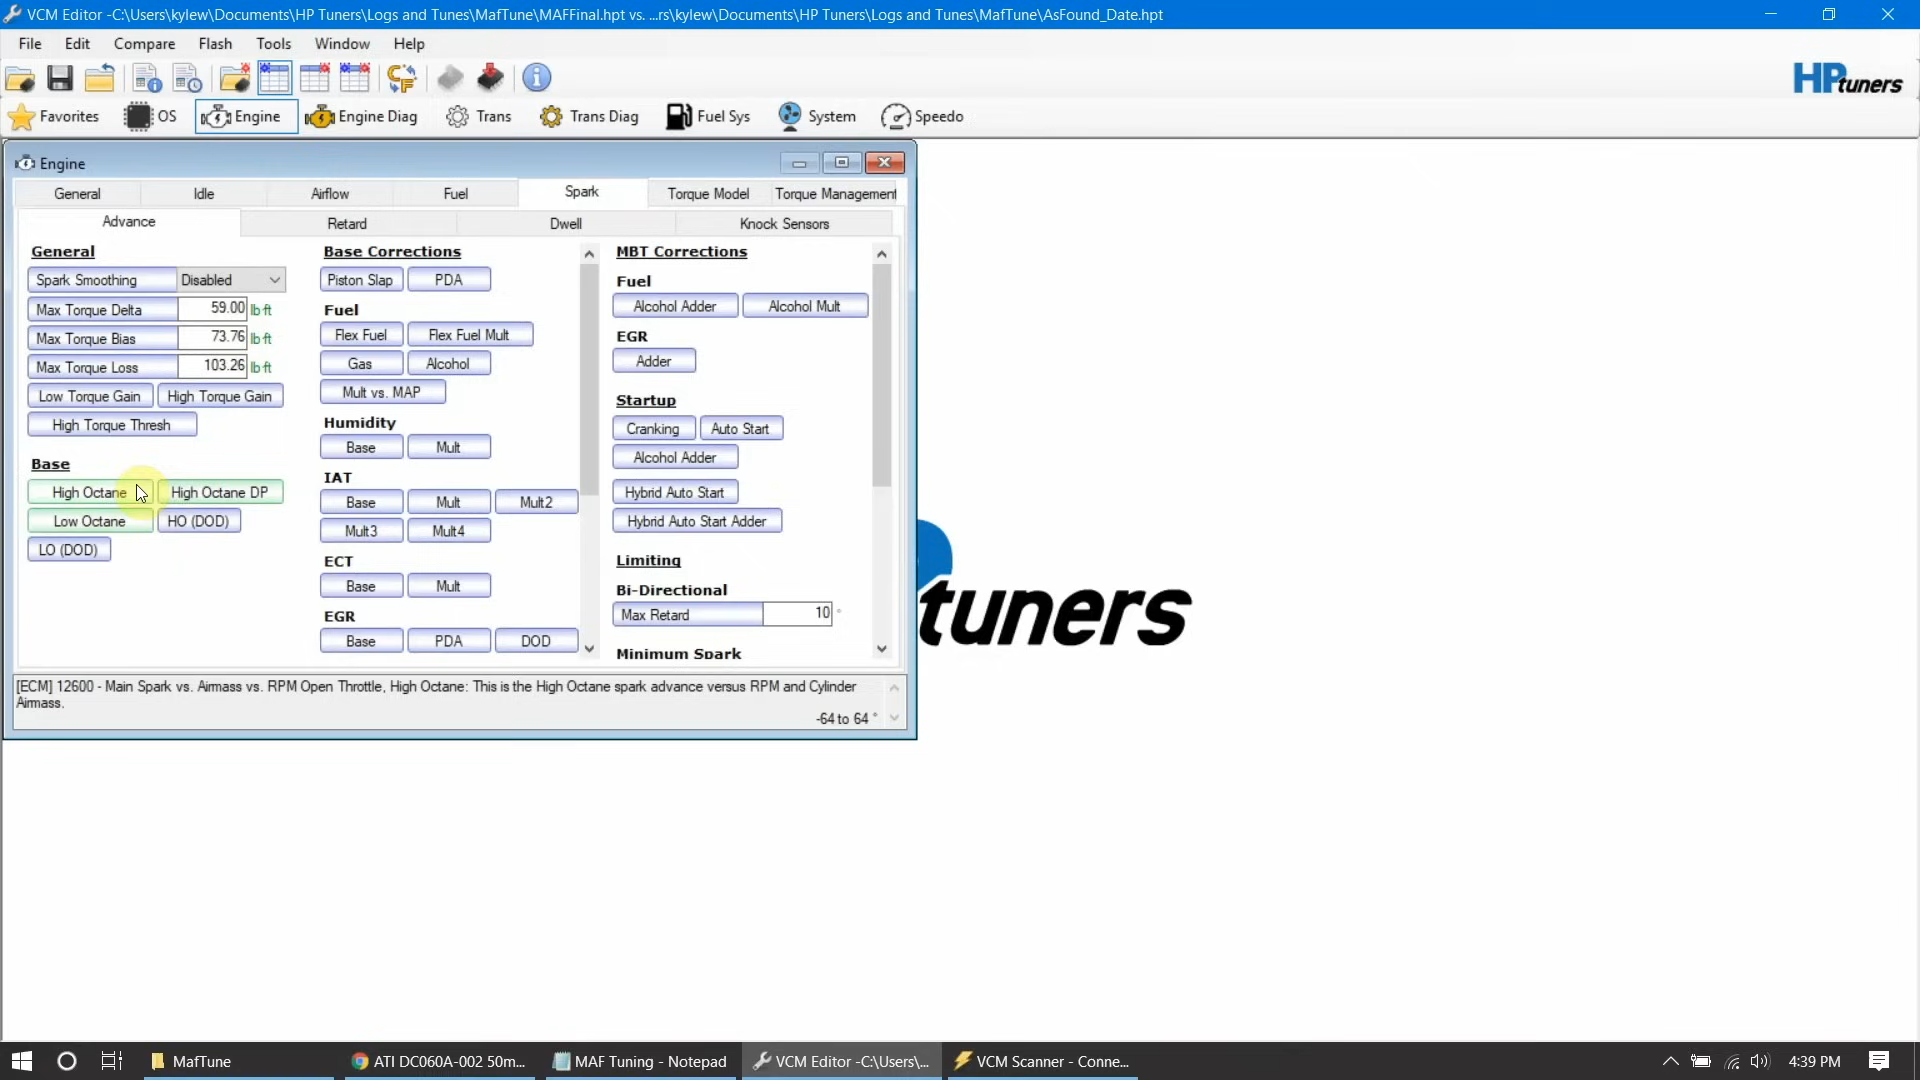 VCM Editor -C:\Users\kylew\Documents\HP Tuners\Logs and Tunes\MafTune\MAFFinal.hpt vs. ...rs\kylew\Documents\HP Tuners\Logs and Tunes\MafTune\AsFound_Date.hpt
File Edit Compare Flash Tools Window Help
HPtuners
Favorites OS Engine Engine Diag Trans Trans Diag Fuel Sys System Speedo
Engine
General Idle Airflow Fuel Spark Torque Model Torque Management
Advance Retard Dwell Knock Sensors
General
Spark Smoothing Disabled
Max Torque Delta 59.00 lb·ft
Max Torque Bias 73.76 lb·ft
Max Torque Loss 103.26 lb·ft
Low Torque Gain High Torque Gain
High Torque Thresh
Base
High Octane High Octane DP
Low Octane HO (DOD)
LO (DOD)
Base Corrections
Piston Slap PDA
Fuel
Flex Fuel Flex Fuel Mult
Gas Alcohol
Mult vs. MAP
Humidity
Base Mult
IAT
Base Mult Mult2
Mult3 Mult4
ECT
Base Mult
EGR
Base PDA DOD
MBT Corrections
Fuel
Alcohol Adder Alcohol Mult
EGR
Adder
Startup
Cranking Auto Start
Alcohol Adder
Hybrid Auto Start
Hybrid Auto Start Adder
Limiting
Bi-Directional
Max Retard 10 °
Minimum Spark
[ECM] 12600 - Main Spark vs. Airmass vs. RPM Open Throttle, High Octane: This is the High Octane spark advance versus RPM and Cylinder
Airmass.
-64 to 64 °
tuners
MafTune ATI DC060A-002 50m... MAF Tuning - Notepad VCM Editor -C:\Users\... VCM Scanner - Conne... 4:39 PM